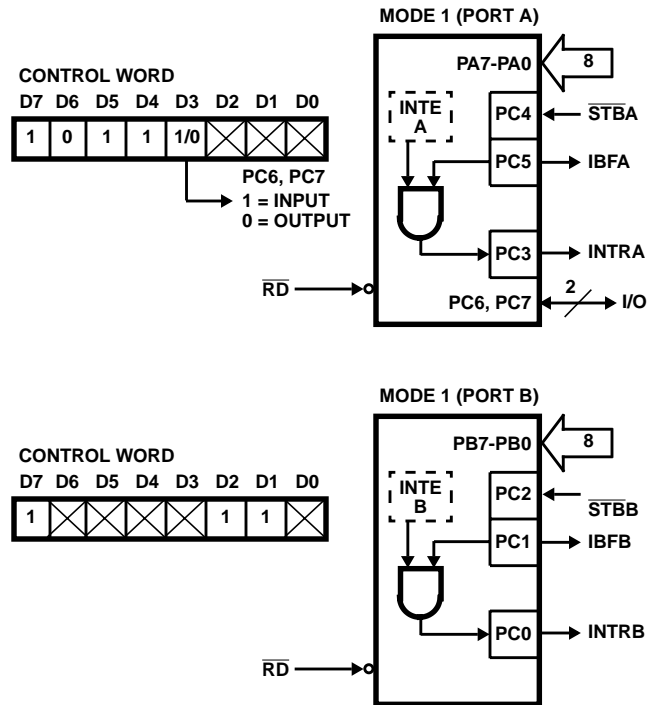 MODE 1 (PORT A)
CONTROL WORD
D7 D6 D5 D4 D3 D2 D1 D0
1 0 1 1 1/0
PC6, PC7
1 = INPUT
0 = OUTPUT
RD
PA7-PA0
8
INTE
A
PC4
STBA
PC5
IBFA
PC3
INTRA
PC6, PC7
2
I/O
MODE 1 (PORT B)
CONTROL WORD
D7 D6 D5 D4 D3 D2 D1 D0
1 1 1
RD
PB7-PB0
8
INTE
B
PC2
STBB
PC1
IBFB
PC0
INTRB